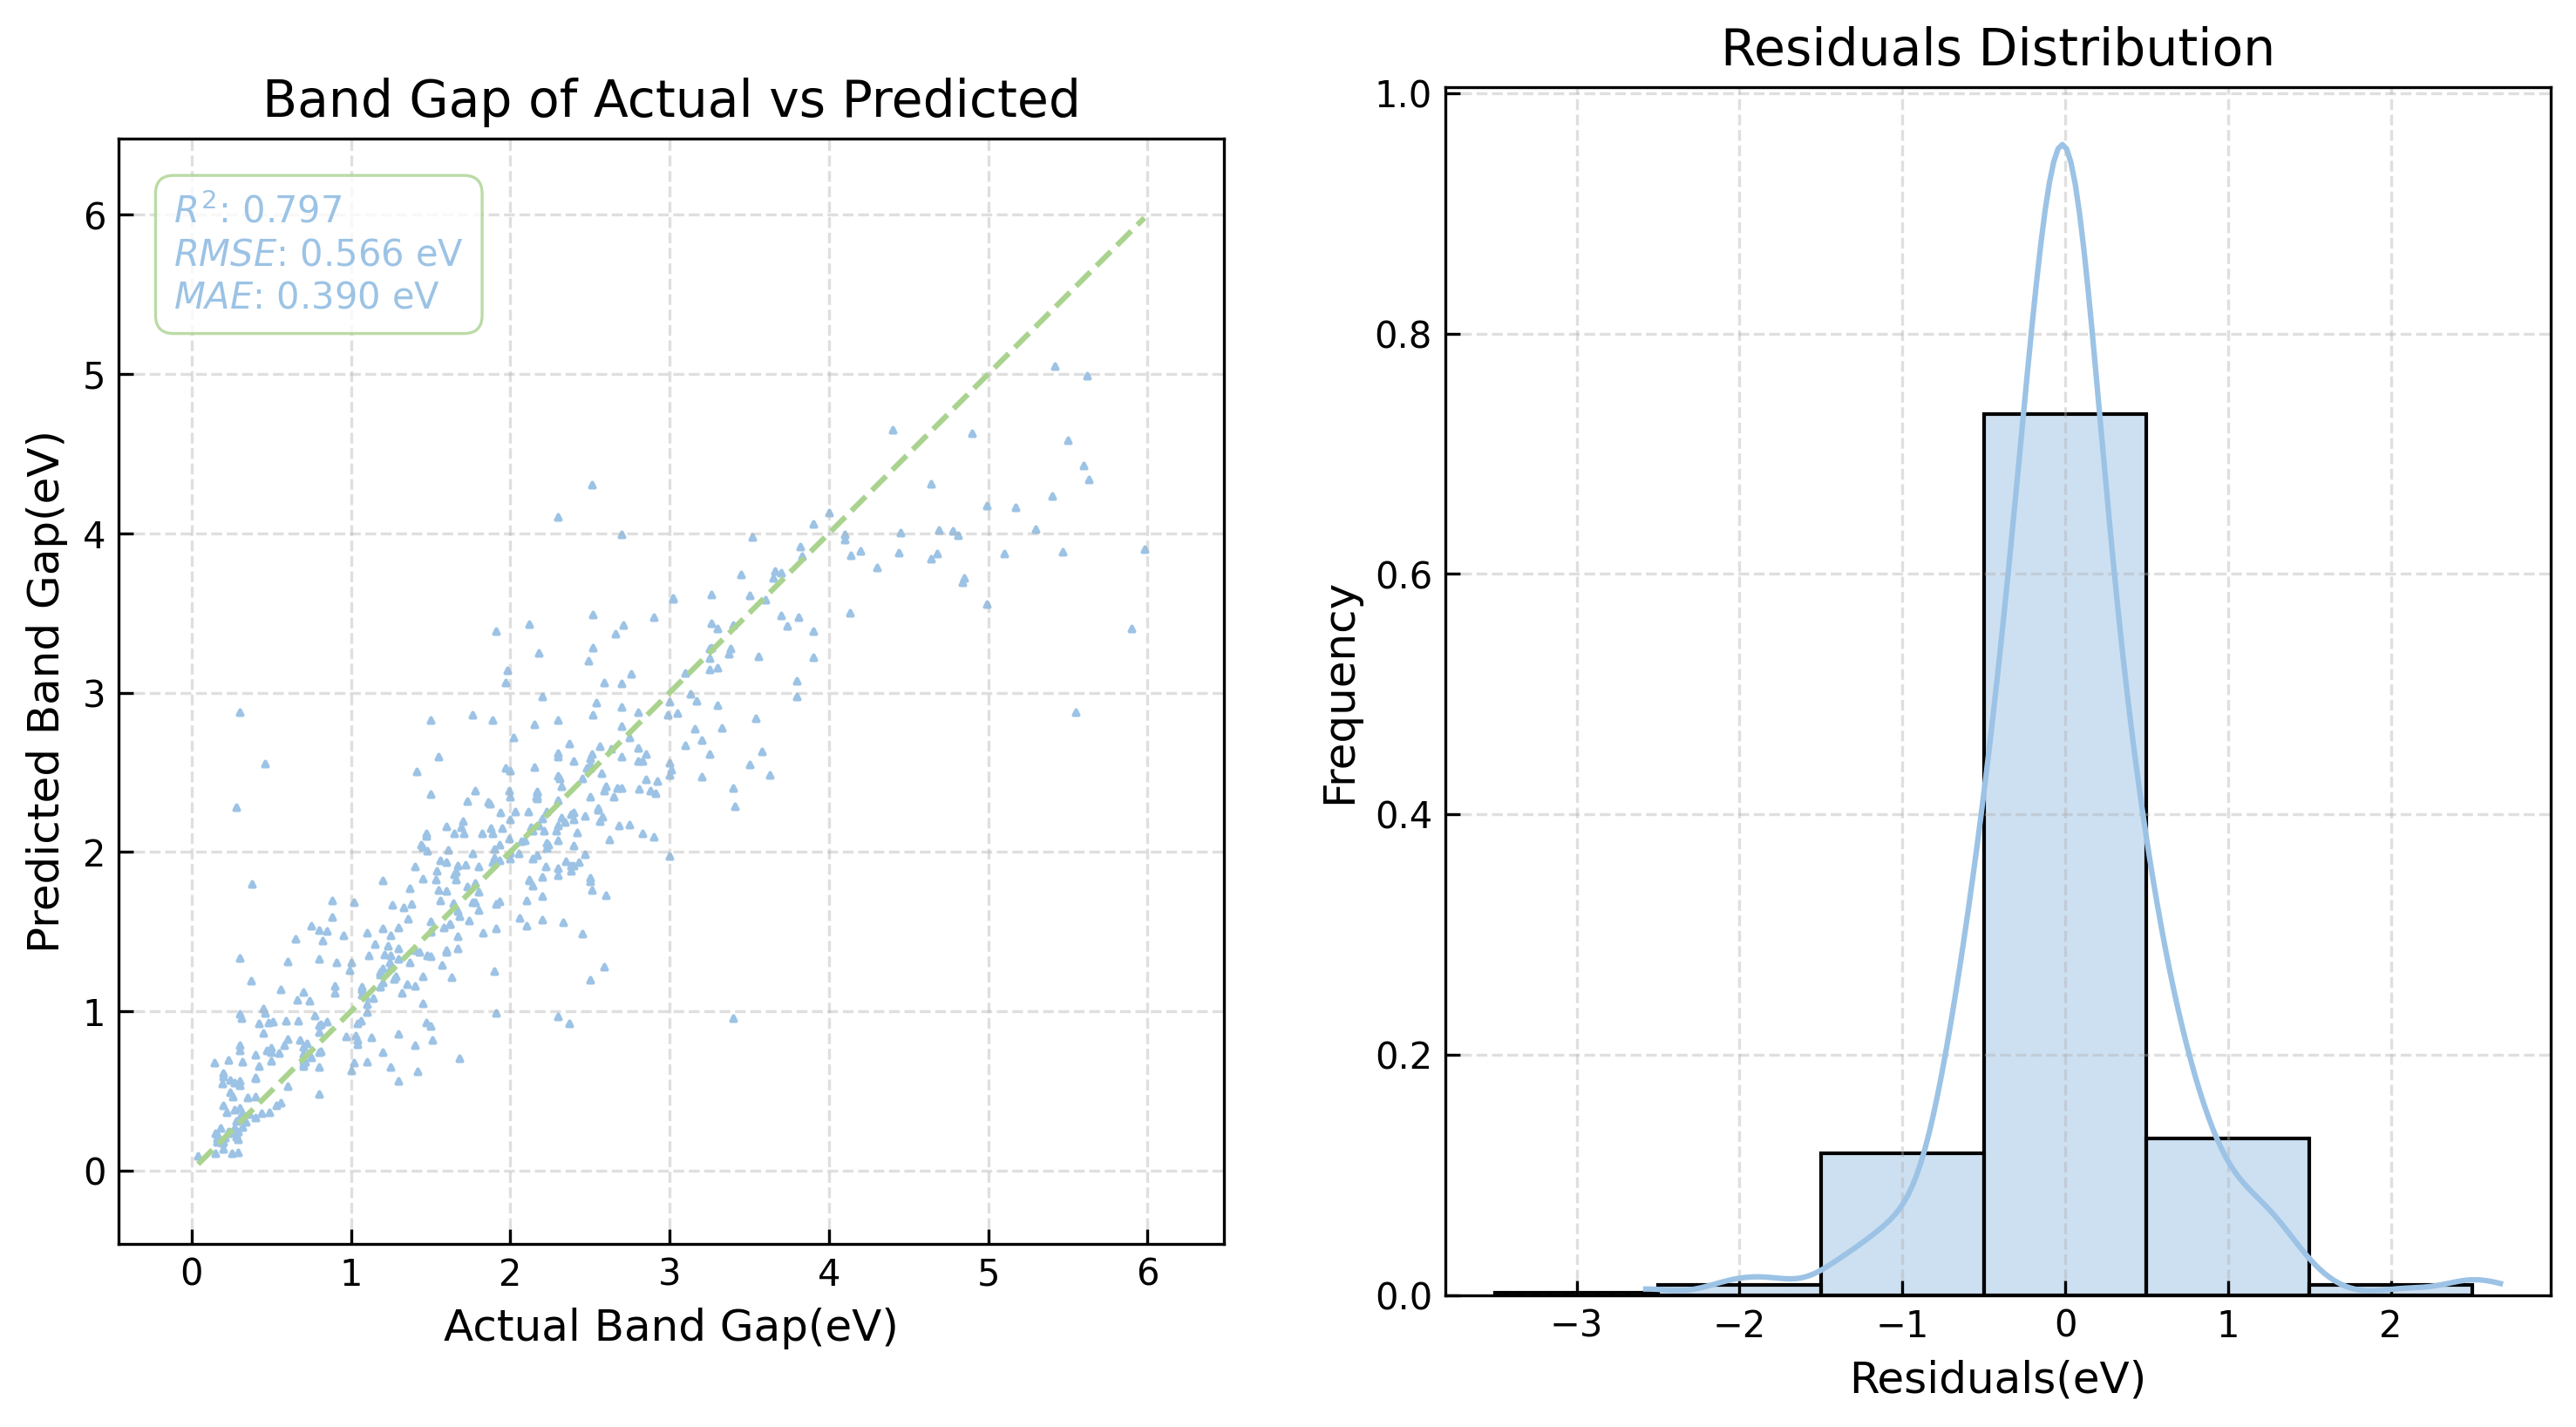 Band Gap of Actual vs Predicted
R²: 0.797
RMSE: 0.566 eV
MAE: 0.390 eV
6
5
4
3
2
1
0
0 1 2 3 4 5 6
Predicted Band Gap(eV)
Actual Band Gap(eV)
Residuals Distribution
1.0
0.8
0.6
0.4
0.2
0.0
−3 −2 −1 0 1 2
Frequency
Residuals(eV)